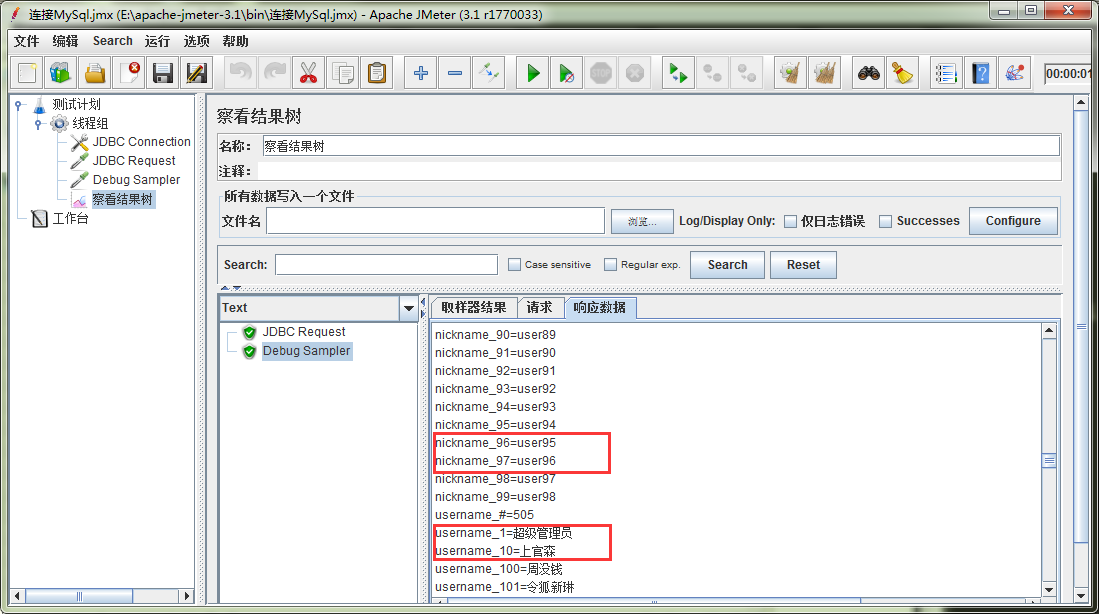 连接MySql.jmx (E:\apache-jmeter-3.1\bin\连接MySql.jmx) - Apache JMeter (3.1 r1770033)
文件 编辑 Search 运行 选项 帮助
00:00:01
测试计划
线程组
JDBC Connection
JDBC Request
Debug Sampler
察看结果树
工作台
察看结果树
名称： 察看结果树
注释：
所有数据写入一个文件
文件名 浏览... Log/Display Only: 仅日志错误 Successes Configure
Search: Case sensitive Regular exp. Search Reset
Text
JDBC Request
Debug Sampler
取样器结果 请求 响应数据
nickname_90=user89
nickname_91=user90
nickname_92=user91
nickname_93=user92
nickname_94=user93
nickname_95=user94
nickname_96=user95
nickname_97=user96
nickname_98=user97
nickname_99=user98
username_#=505
username_1=超级管理员
username_10=上官森
username_100=周没钱
username_101=令狐新琳